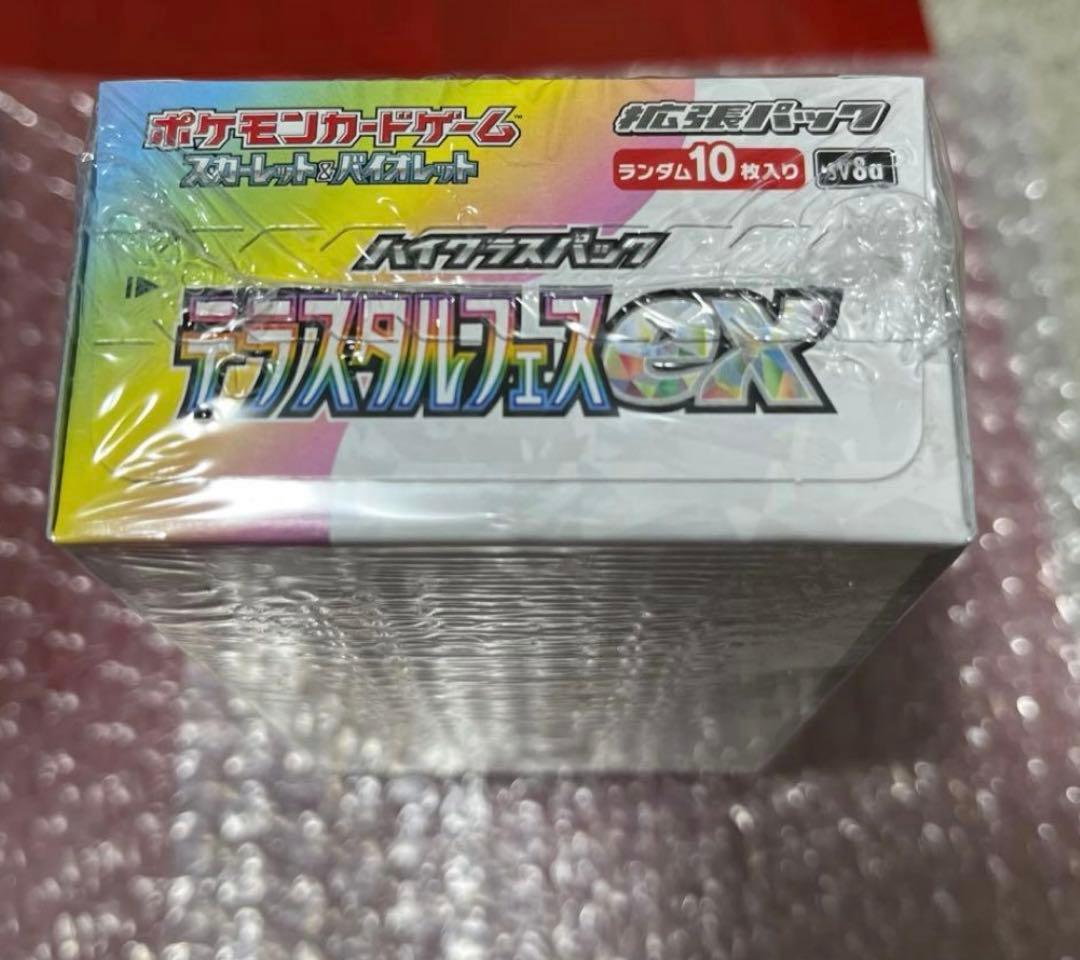 ポケモンカードゲーム™
スカーレット&バイオレット
拡張パック
ランダム10枚入り sv8a
ハイクラスパック
テラスタルフェスex